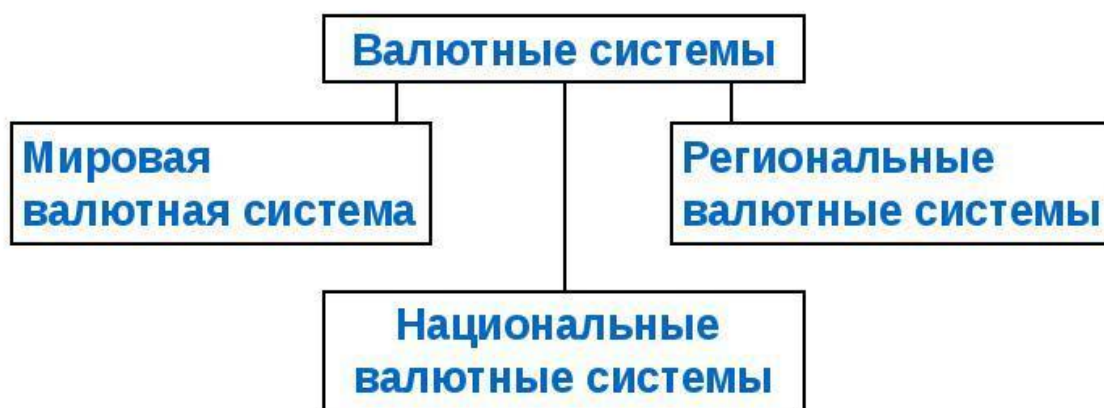 Валютные системы
Мировая
валютная система
Региональные
валютные системы
Национальные
валютные системы